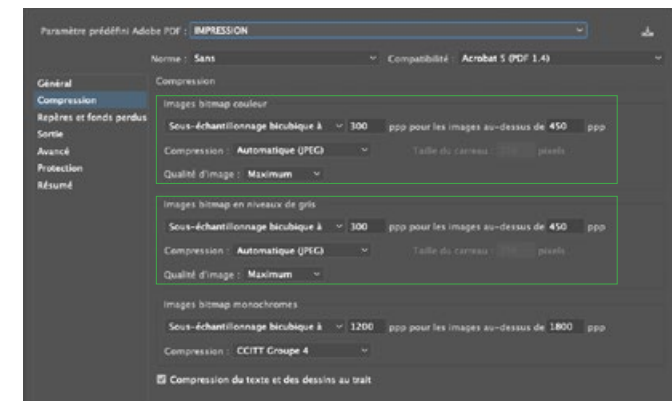 Paramètre prédéfini Adobe PDF : IMPRESSION
Norme : Sans Compatibilité : Acrobat 5 (PDF 1.4)
Général
Compression
Repères et fonds perdus
Sortie
Avancé
Protection
Résumé
Compression
Images bitmap couleur
Sous-échantillonnage bicubique à 300 ppp pour les images au-dessus de 450 ppp
Compression : Automatique (JPEG) Taille du carreau : pixels
Qualité d'image : Maximum
Images bitmap en niveaux de gris
Sous-échantillonnage bicubique à 300 ppp pour les images au-dessus de 450 ppp
Compression : Automatique (JPEG) Taille du carreau : pixels
Qualité d'image : Maximum
Images bitmap monochromes
Sous-échantillonnage bicubique à 1200 ppp pour les images au-dessus de 1800 ppp
Compression : CCITT Groupe 4
Compression du texte et des dessins au trait